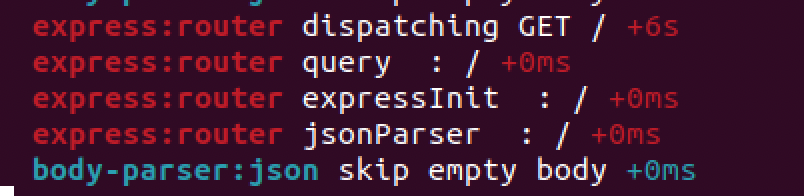 express:router dispatching GET / +6s
express:router query  : / +0ms
express:router expressInit  : / +0ms
express:router jsonParser  : / +0ms
body-parser:json skip empty body +0ms